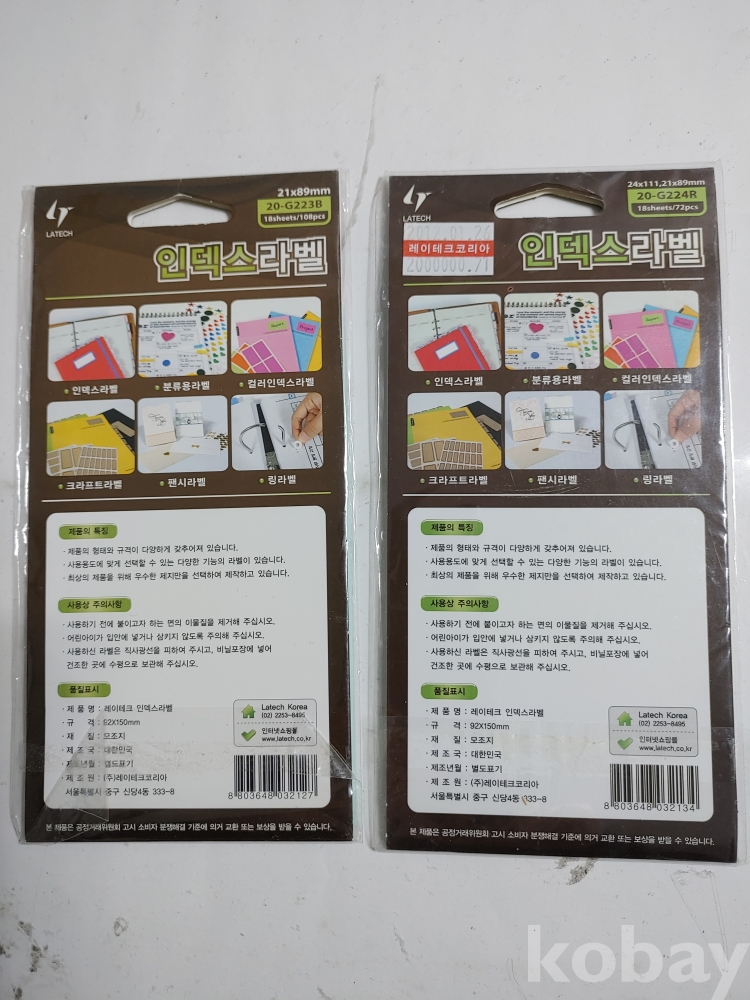 LATECH
21x89mm
20-G223B
18sheets/108pcs
인덱스라벨
인덱스라벨
분류용라벨
컬러인덱스라벨
크라프트라벨
팬시라벨
링라벨
제품의 특징
· 제품의 형태와 규격이 다양하게 갖추어져 있습니다.
· 사용용도에 맞게 선택할 수 있는 다양한 기능의 라벨이 있습니다.
· 최상의 제품을 위해 우수한 제지만을 선택하여 제작하고 있습니다.
사용상 주의사항
· 사용하기 전에 붙이고자 하는 면의 이물질을 제거해 주십시오.
· 어린아이가 입안에 넣거나 삼키지 않도록 주의해 주십시오.
· 사용하신 라벨은 직사광선을 피하여 주시고, 비닐포장에 넣어
건조한 곳에 수평으로 보관해 주십시오.
품질표시
· 제 품 명 : 레이테크 인덱스라벨
· 규 격 : 92X150mm
· 재 질 : 모조지
· 제 조 국 : 대한민국
· 제조년월 : 별도표기
· 제 조 원 : (주)레이테크코리아
서울특별시 중구 신당4동 333-8
Latech Korea
(02) 2253-8495
인터넷쇼핑몰
www.latech.co.kr
8 803648 032127
본 제품은 공정거래위원회 고시 소비자 분쟁해결 기준에 의거 교환 또는 보상을 받을 수 있습니다.
LATECH
24x111,21x89mm
20-G224R
18sheets/72pcs
레이테크코리아
인덱스라벨
인덱스라벨
분류용라벨
컬러인덱스라벨
크라프트라벨
팬시라벨
링라벨
제품의 특징
· 제품의 형태와 규격이 다양하게 갖추어져 있습니다.
· 사용용도에 맞게 선택할 수 있는 다양한 기능의 라벨이 있습니다.
· 최상의 제품을 위해 우수한 제지만을 선택하여 제작하고 있습니다.
사용상 주의사항
· 사용하기 전에 붙이고자 하는 면의 이물질을 제거해 주십시오.
· 어린아이가 입안에 넣거나 삼키지 않도록 주의해 주십시오.
· 사용하신 라벨은 직사광선을 피하여 주시고, 비닐포장에 넣어
건조한 곳에 수평으로 보관해 주십시오.
품질표시
· 제 품 명 : 레이테크 인덱스라벨
· 규 격 : 92X150mm
· 재 질 : 모조지
· 제 조 국 : 대한민국
· 제조년월 : 별도표기
· 제 조 원 : (주)레이테크코리아
서울특별시 중구 신당4동 333-8
Latech Korea
(02) 2253-8495
인터넷쇼핑몰
www.latech.co.kr
8 803648 032134
본 제품은 공정거래위원회 고시 소비자 분쟁해결 기준에 의거 교환 또는 보상을 받을 수 있습니다.
kobay